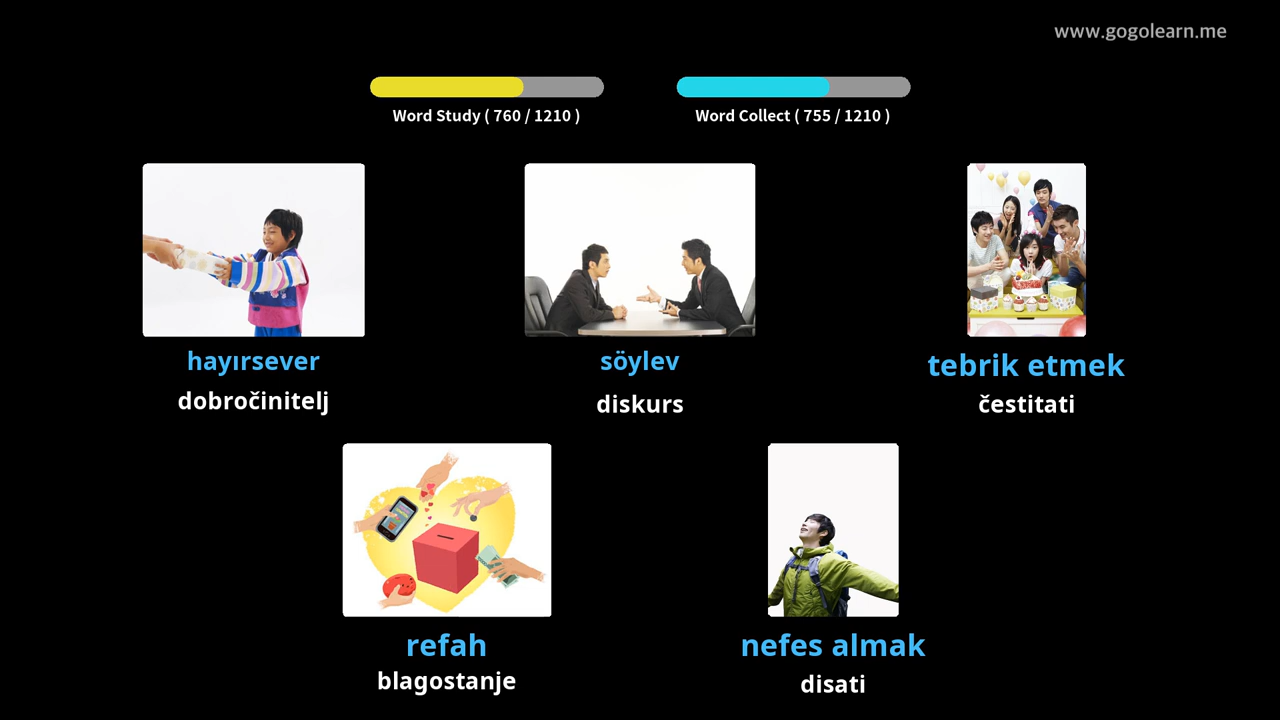 www.gogolearn.me
Word Study ( 760 / 1210 )
Word Collect ( 755 / 1210 )
hayırsever
dobročinitelj
söylev
diskurs
tebrik etmek
čestitati
refah
blagostanje
nefes almak
disati